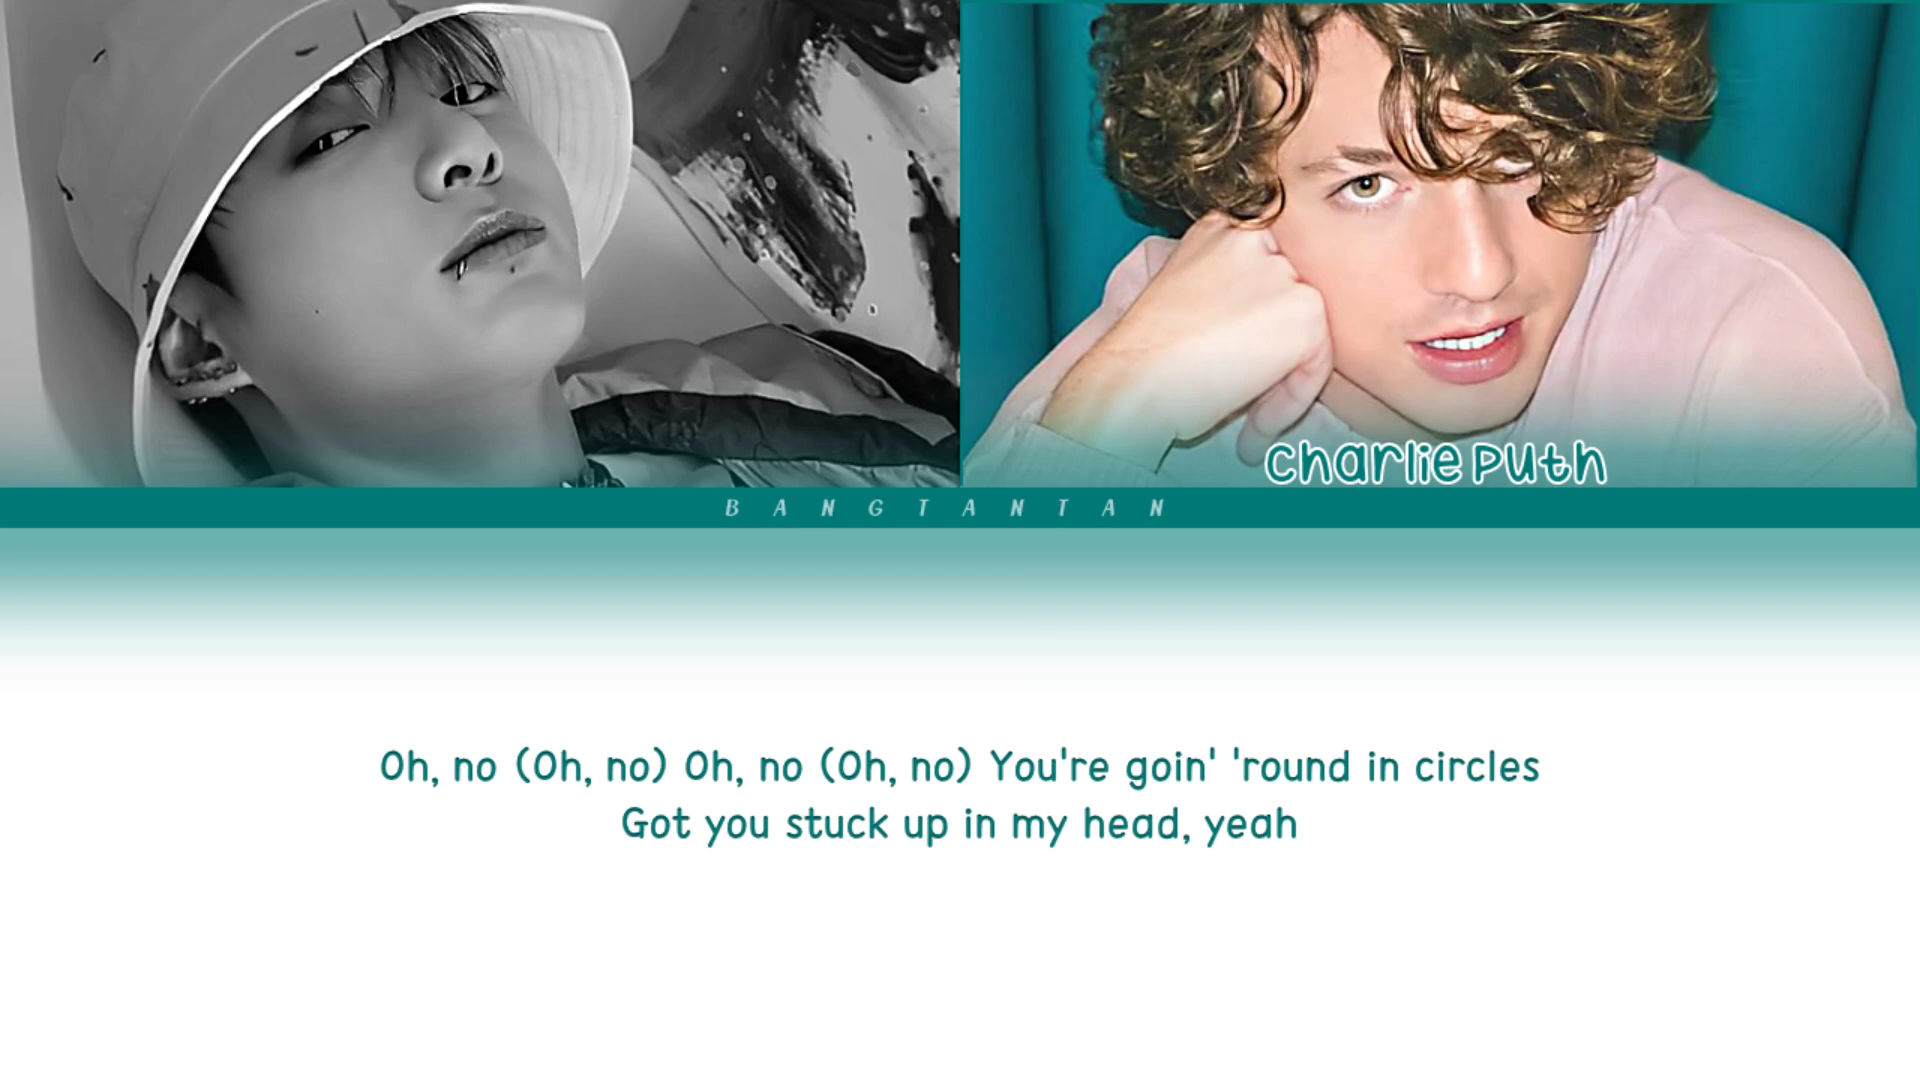 charlie puth
BANGTANTAN
Oh, no (Oh, no) Oh, no (Oh, no) You're goin' 'round in circles
Got you stuck up in my head, yeah